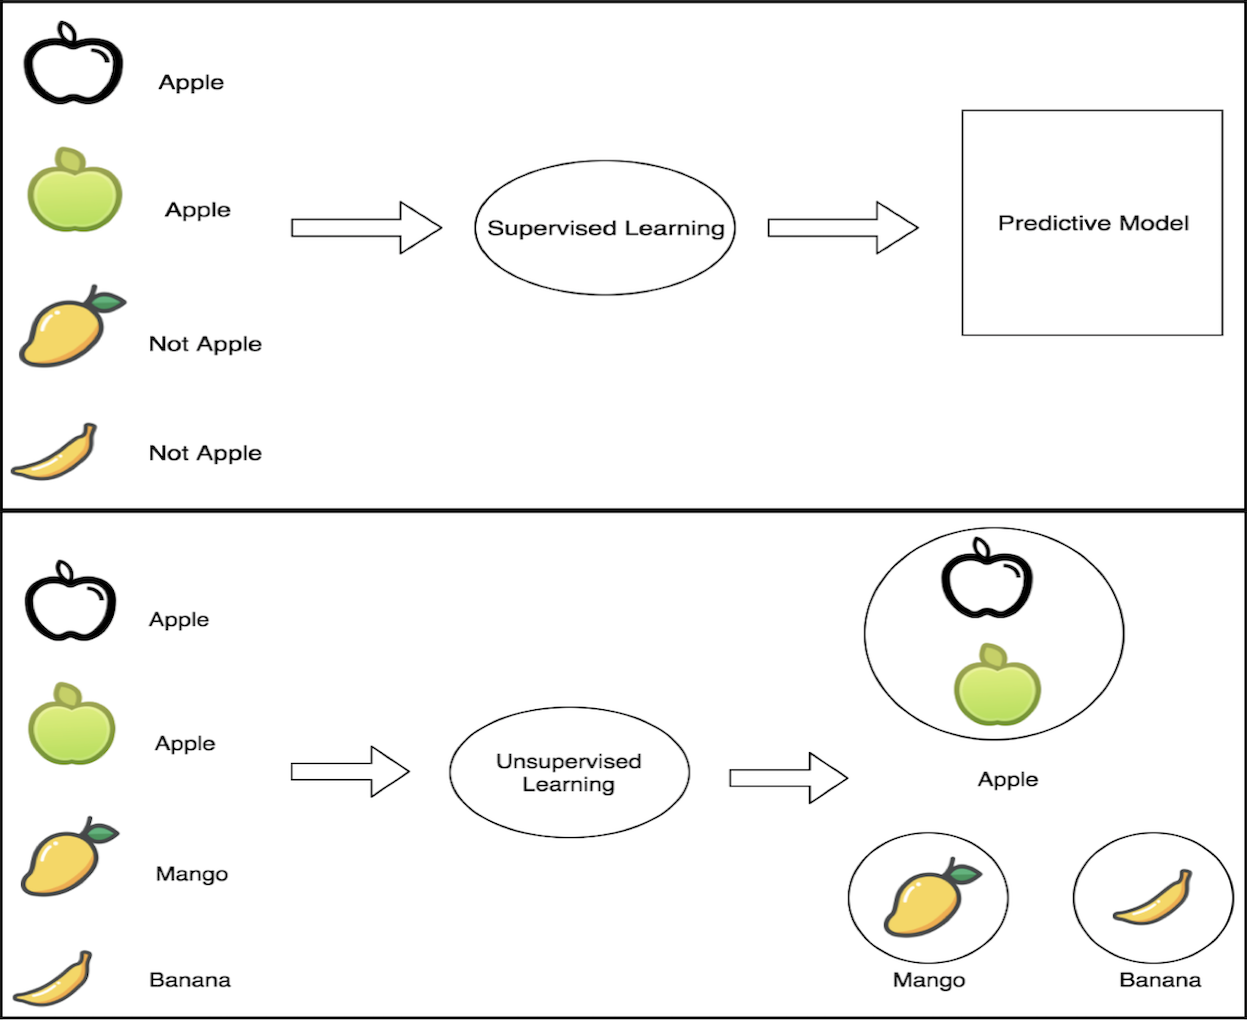 Apple
Apple
Supervised Learning
Predictive Model
Not Apple
Not Apple
Apple
Apple
Unsupervised
Learning
Apple
Mango
Banana
Mango
Banana